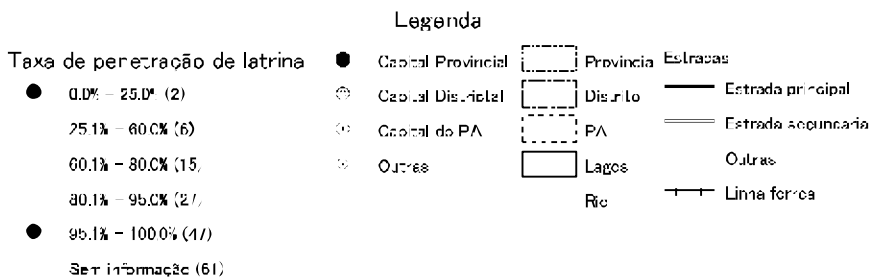 Legenda
Taxa de penetração de latrina
0.0% - 25.0% (2)
25.1% - 60.0% (6)
60.1% - 80.0% (15)
80.1% - 95.0% (27)
95.1% - 100.0% (47)
Sem informação (61)
Capital Provincial
Capital Distrital
Capital do PA
Outras
Provincia
Distrito
PA
Lagos
Rio
Estradas
Estrada principal
Estrada secundaria
Outras
Linha ferrea